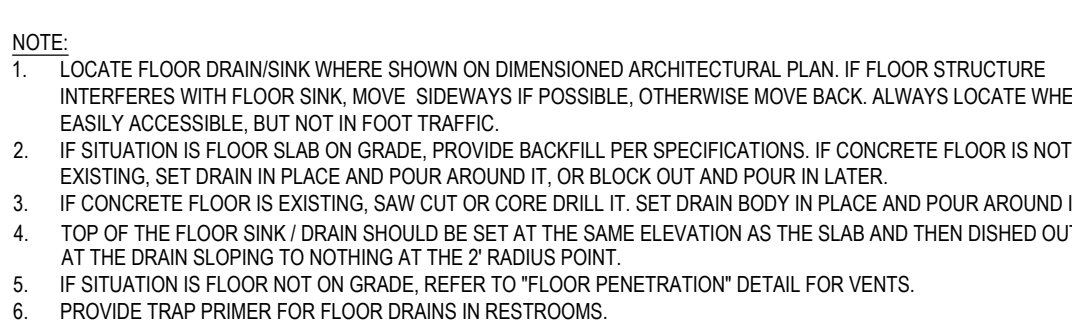 NOTE:
1. LOCATE FLOOR DRAIN/SINK WHERE SHOWN ON DIMENSIONED ARCHITECTURAL PLAN. IF FLOOR STRUCTURE
INTERFERES WITH FLOOR SINK, MOVE SIDEWAYS IF POSSIBLE, OTHERWISE MOVE BACK. ALWAYS LOCATE WHE
EASILY ACCESSIBLE, BUT NOT IN FOOT TRAFFIC.
2. IF SITUATION IS FLOOR SLAB ON GRADE, PROVIDE BACKFILL PER SPECIFICATIONS. IF CONCRETE FLOOR IS NOT
EXISTING, SET DRAIN IN PLACE AND POUR AROUND IT, OR BLOCK OUT AND POUR IN LATER.
3. IF CONCRETE FLOOR IS EXISTING, SAW CUT OR CORE DRILL IT. SET DRAIN BODY IN PLACE AND POUR AROUND I
4. TOP OF THE FLOOR SINK / DRAIN SHOULD BE SET AT THE SAME ELEVATION AS THE SLAB AND THEN DISHED OUT
AT THE DRAIN SLOPING TO NOTHING AT THE 2' RADIUS POINT.
5. IF SITUATION IS FLOOR NOT ON GRADE, REFER TO "FLOOR PENETRATION" DETAIL FOR VENTS.
6. PROVIDE TRAP PRIMER FOR FLOOR DRAINS IN RESTROOMS.